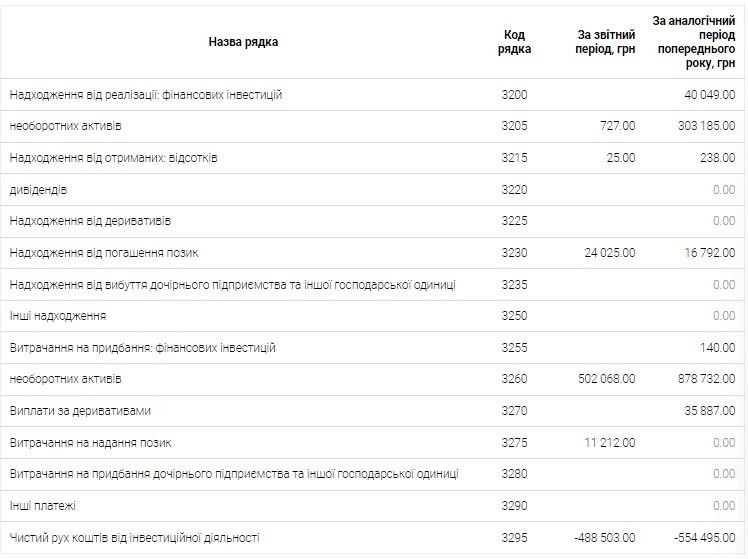 Назва рядка Код рядка За звітний період, грн За аналогічний період попереднього року, грн
Надходження від реалізації: фінансових інвестицій 3200 40 049.00
необоротних активів 3205 727.00 303 185.00
Надходження від отриманих: відсотків 3215 25.00 238.00
дивідендів 3220 0.00
Надходження від деривативів 3225 0.00
Надходження від погашення позик 3230 24 025.00 16 792.00
Надходження від вибуття дочірнього підприємства та іншої господарської одиниці 3235 0.00
Інші надходження 3250 0.00
Витрачання на придбання: фінансових інвестицій 3255 140.00
необоротних активів 3260 502 068.00 878 732.00
Виплати за деривативами 3270 35 887.00
Витрачання на надання позик 3275 11 212.00 0.00
Витрачання на придбання дочірнього підприємства та іншої господарської одиниці 3280 0.00
Інші платежі 3290 0.00
Чистий рух коштів від інвестиційної діяльності 3295 -488 503.00 -554 495.00